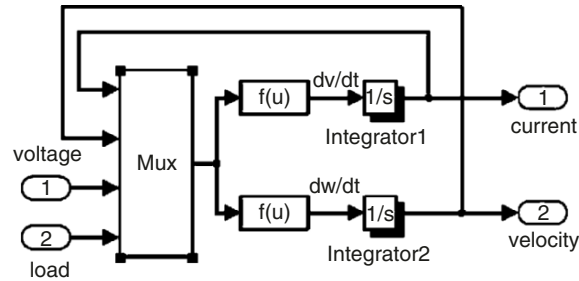 dv/dt
f(u)
1/s
1
Integrator1
current
voltage
Mux
1
dw/dt
f(u)
1/s
2
2
Integrator2
velocity
load